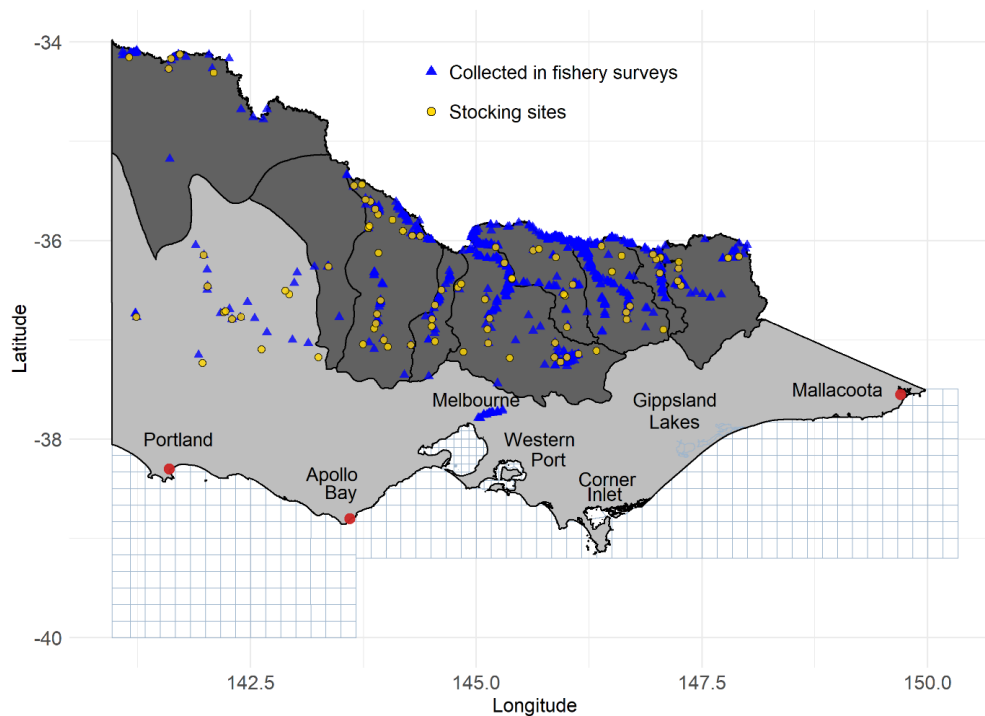 -34
Collected in fishery surveys
Stocking sites
-36
Latitude
Mallacoota
Melbourne
Gippsland
Lakes
-38
Portland
Western
Port
Apollo
Bay
Corner
Inlet
-40
142.5
145.0
147.5
150.0
Longitude